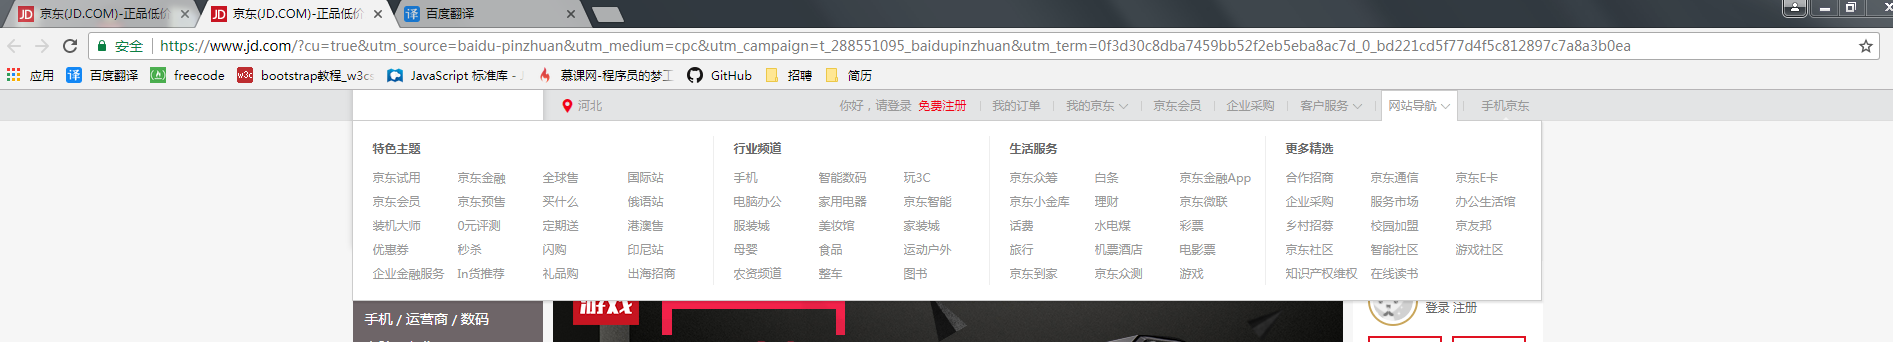 京东(JD.COM)-正品低价 京东(JD.COM)-正品低价 百度翻译
安全 https://www.jd.com/?cu=true&utm_source=baidu-pinzhuan&utm_medium=cpc&utm_campaign=t_288551095_baidupinzhuan&utm_term=0f3d30c8dba7459bb52f2eb5eba8ac7d_0_bd221cd5f77d4f5c812897c7a8a3b0ea
应用 百度翻译 freecode bootstrap教程_w3cs JavaScript 标准库 - 慕课网-程序员的梦工 GitHub 招聘 简历
河北 你好，请登录 免费注册 我的订单 我的京东 京东会员 企业采购 客户服务 网站导航 手机京东
特色主题 行业频道 生活服务 更多精选
京东试用 京东金融 全球售 国际站 手机 智能数码 玩3C 京东众筹 白条 京东金融App 合作招商 京东通信 京东E卡
京东会员 京东预售 买什么 俄语站 电脑办公 家用电器 京东智能 京东小金库 理财 京东微联 企业采购 服务市场 办公生活馆
装机大师 0元评测 定期送 港澳售 服装城 美妆馆 家装城 话费 水电煤 彩票 乡村招募 校园加盟 京友邦
优惠券 秒杀 闪购 印尼站 母婴 食品 运动户外 旅行 机票酒店 电影票 京东社区 智能社区 游戏社区
企业金融服务 In货推荐 礼品购 出海招商 农资频道 整车 图书 京东到家 京东众测 游戏 知识产权维权 在线读书
手机 / 运营商 / 数码 游戏 登录 注册